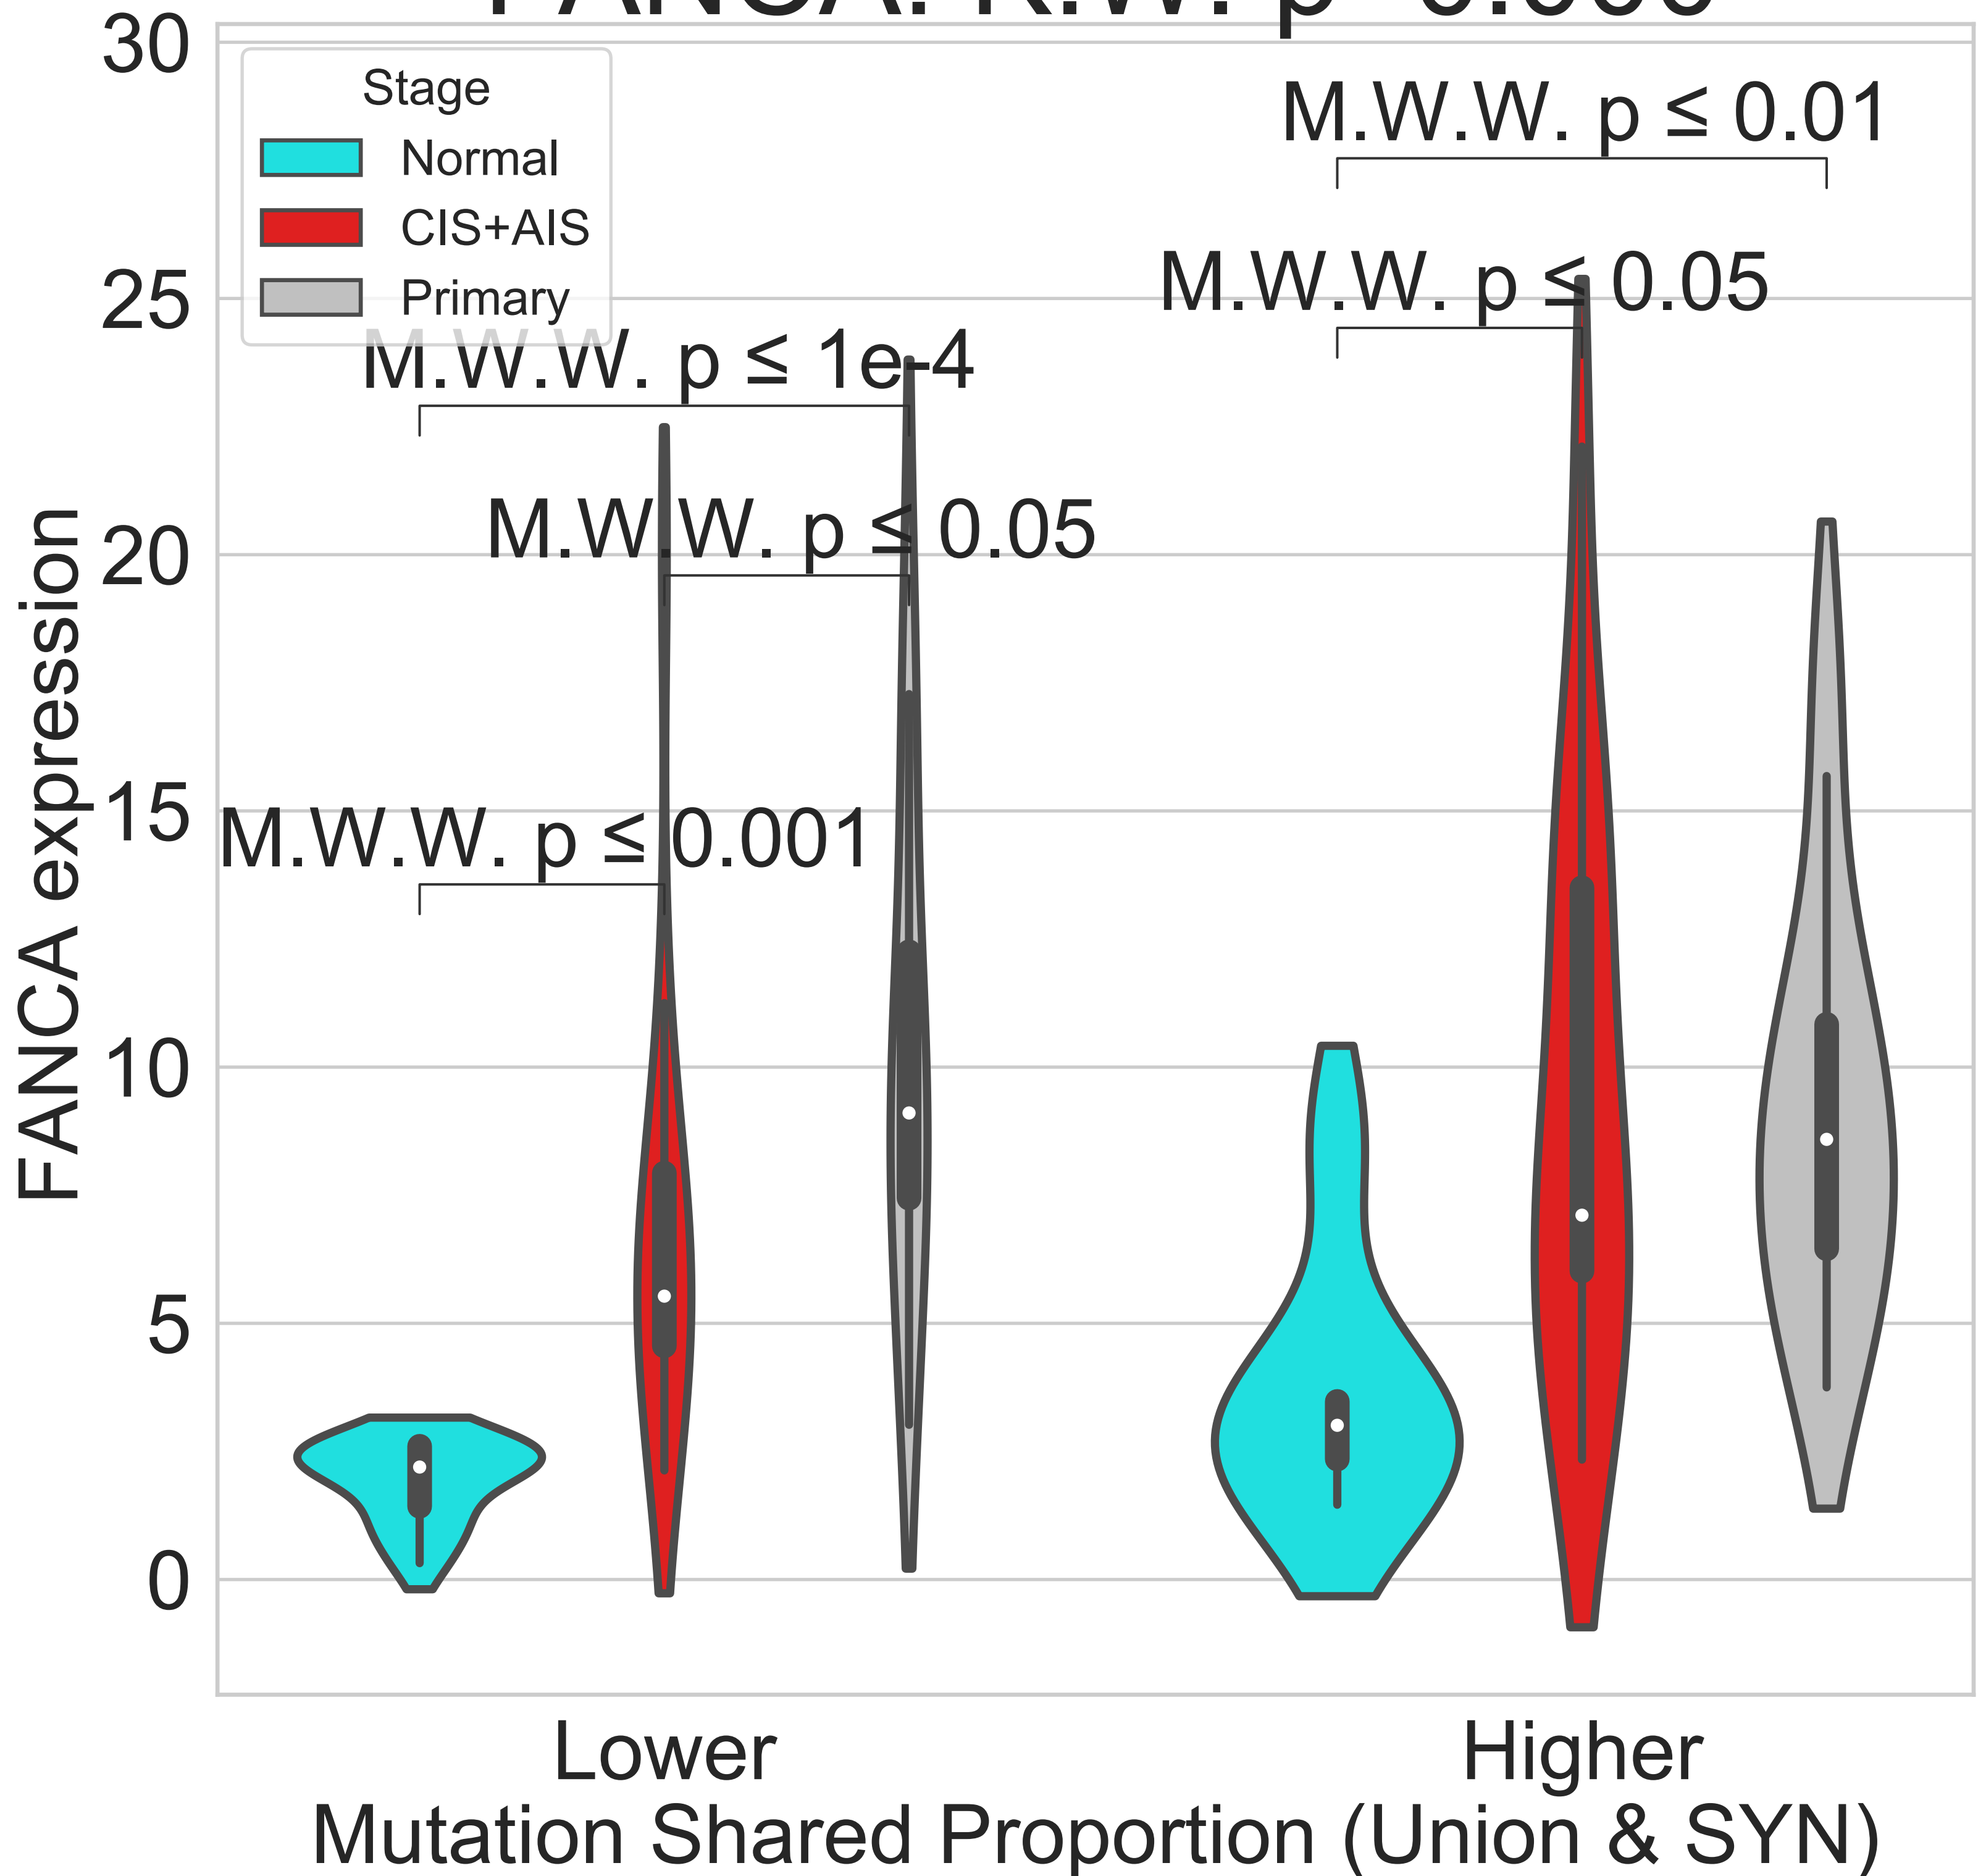 30
25
20
15
10
5
0
FANCA expression
Stage
Normal
CIS+AIS
Primary
M.W.W. p ≤ 0.01
M.W.W. p ≤ 0.05
M.W.W. p ≤ 1e-4
M.W.W. p ≤ 0.05
M.W.W. p ≤ 0.001
Lower
Higher
Mutation Shared Proportion (Union & SYN)